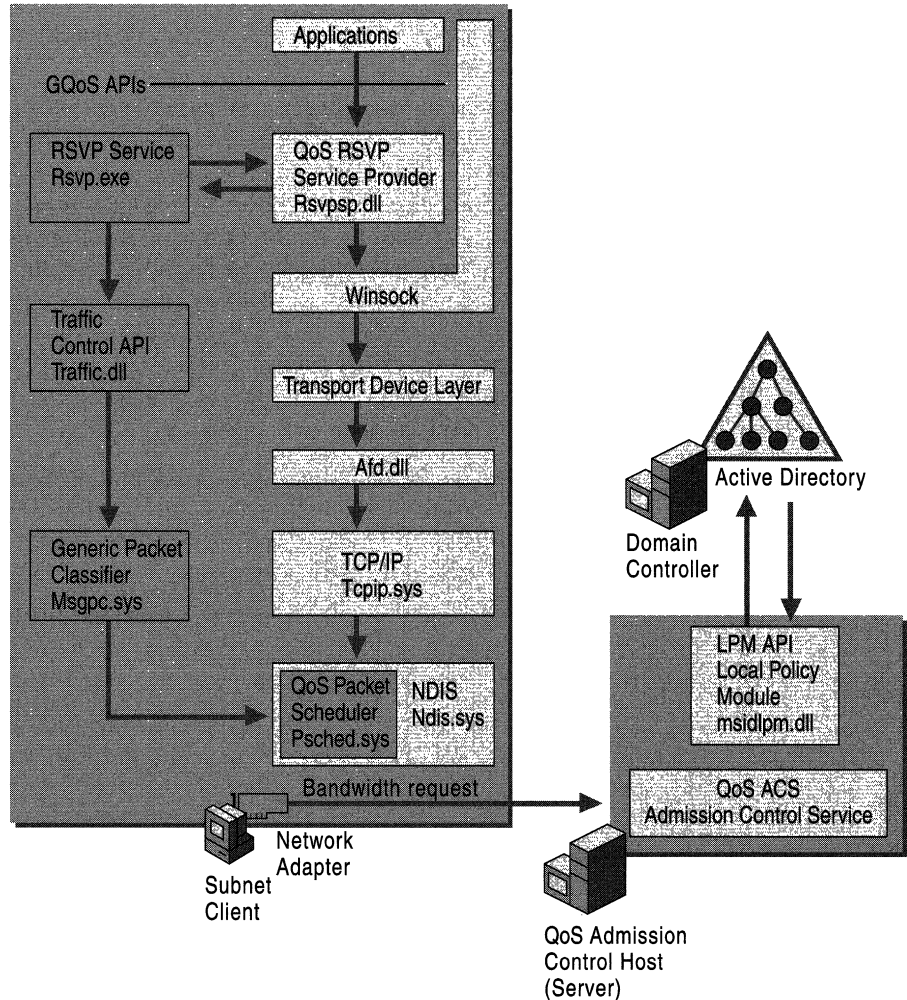 Applications
GQoS APIs
RSVP Service
Rsvp.exe
QoS RSVP
Service Provider
Rsvpsp.dll
Winsock
Traffic
Control API
Traffic.dll
Transport Device Layer
Afd.dll
Generic Packet
Classifier
Msgpc.sys
TCP/IP
Tcpip.sys
QoS Packet
Scheduler
Psched.sys
NDIS
Ndis.sys
Bandwidth request
Network
Adapter
Subnet
Client
Active Directory
Domain
Controller
LPM API
Local Policy
Module
msidlpm.dll
QoS ACS
Admission Control Service
QoS Admission
Control Host
(Server)